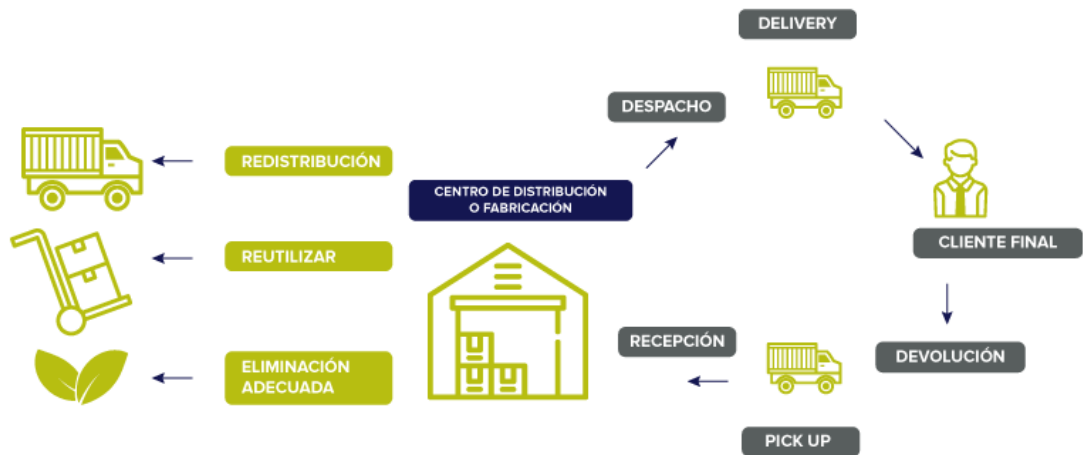 DELIVERY
DESPACHO
REDISTRIBUCIÓN
CENTRO DE DISTRIBUCIÓN
O FABRICACIÓN
CLIENTE FINAL
REUTILIZAR
RECEPCIÓN
DEVOLUCIÓN
ELIMINACIÓN
ADECUADA
PICK UP